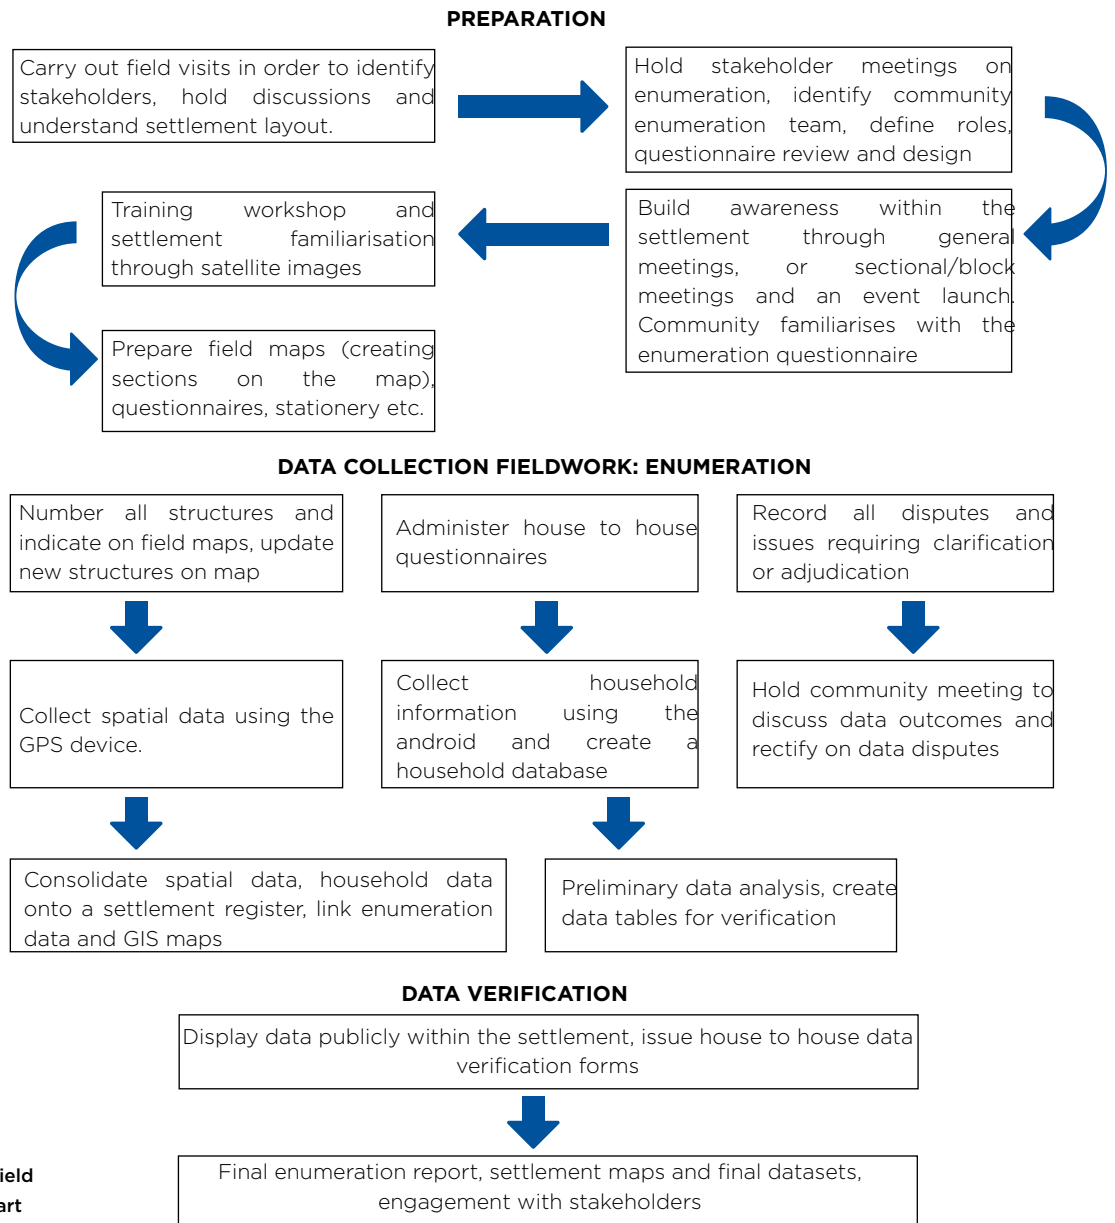 PREPARATION
Carry out field visits in order to identify
stakeholders, hold discussions and
understand settlement layout.
Hold stakeholder meetings on
enumeration, identify community
enumeration team, define roles,
questionnaire review and design
Build awareness within the
settlement through general
meetings, or sectional/block
meetings and an event launch.
Community familiarises with the
enumeration questionnaire
Training workshop and
settlement familiarisation
through satellite images
Prepare field maps (creating
sections on the map),
questionnaires, stationery etc.
DATA COLLECTION FIELDWORK: ENUMERATION
Number all structures and
indicate on field maps, update
new structures on map
Administer house to house
questionnaires
Record all disputes and
issues requiring clarification
or adjudication
Collect spatial data using the
GPS device.
Collect household
information using the
android and create a
household database
Hold community meeting to
discuss data outcomes and
rectify on data disputes
Consolidate spatial data, household data
onto a settlement register, link enumeration
data and GIS maps
Preliminary data analysis, create
data tables for verification
DATA VERIFICATION
Display data publicly within the settlement, issue house to house data
verification forms
Final enumeration report, settlement maps and final datasets,
engagement with stakeholders